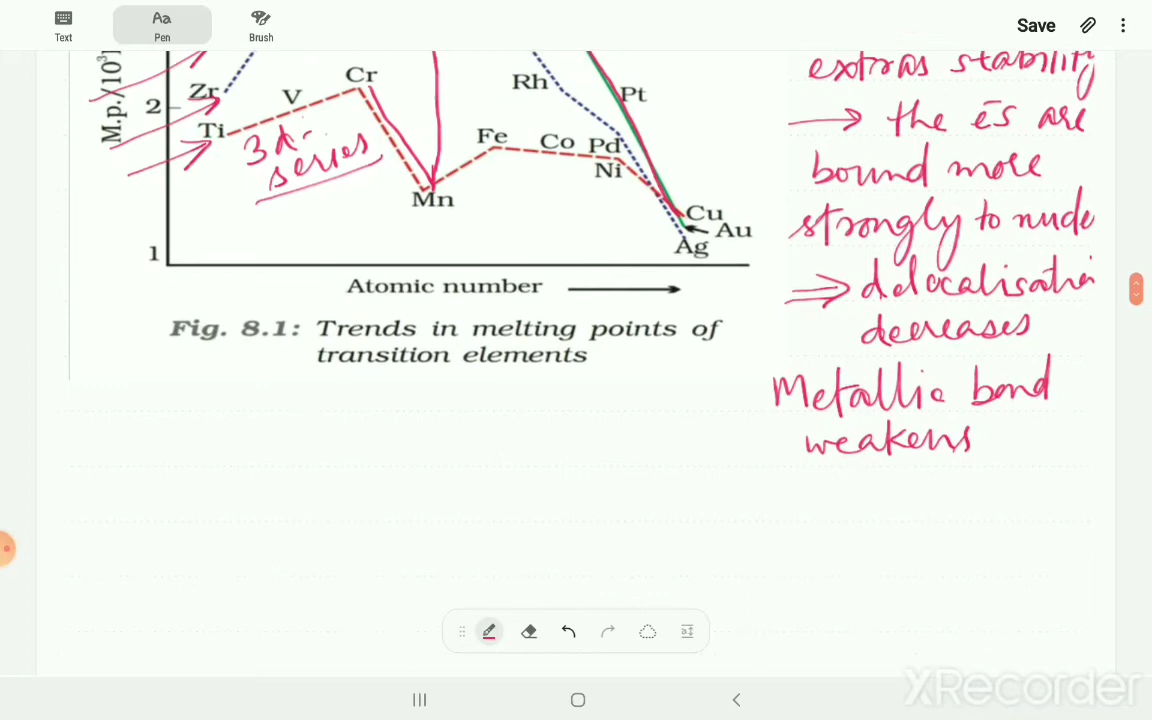 Text
Pen
Brush
Save
M.p./10³
2
1
Zr
Ti
V
Cr
Mn
Fe
Co
Ni
Pd
Rh
Pt
Cu
Au
Ag
3d-
series
Atomic number
Fig. 8.1: Trends in melting points of
transition elements
extras stability
→ the ēs are
bound more
strongly to nucle
⇒ delocalisation
decreases
Metallic bond
weakens
XRecorder